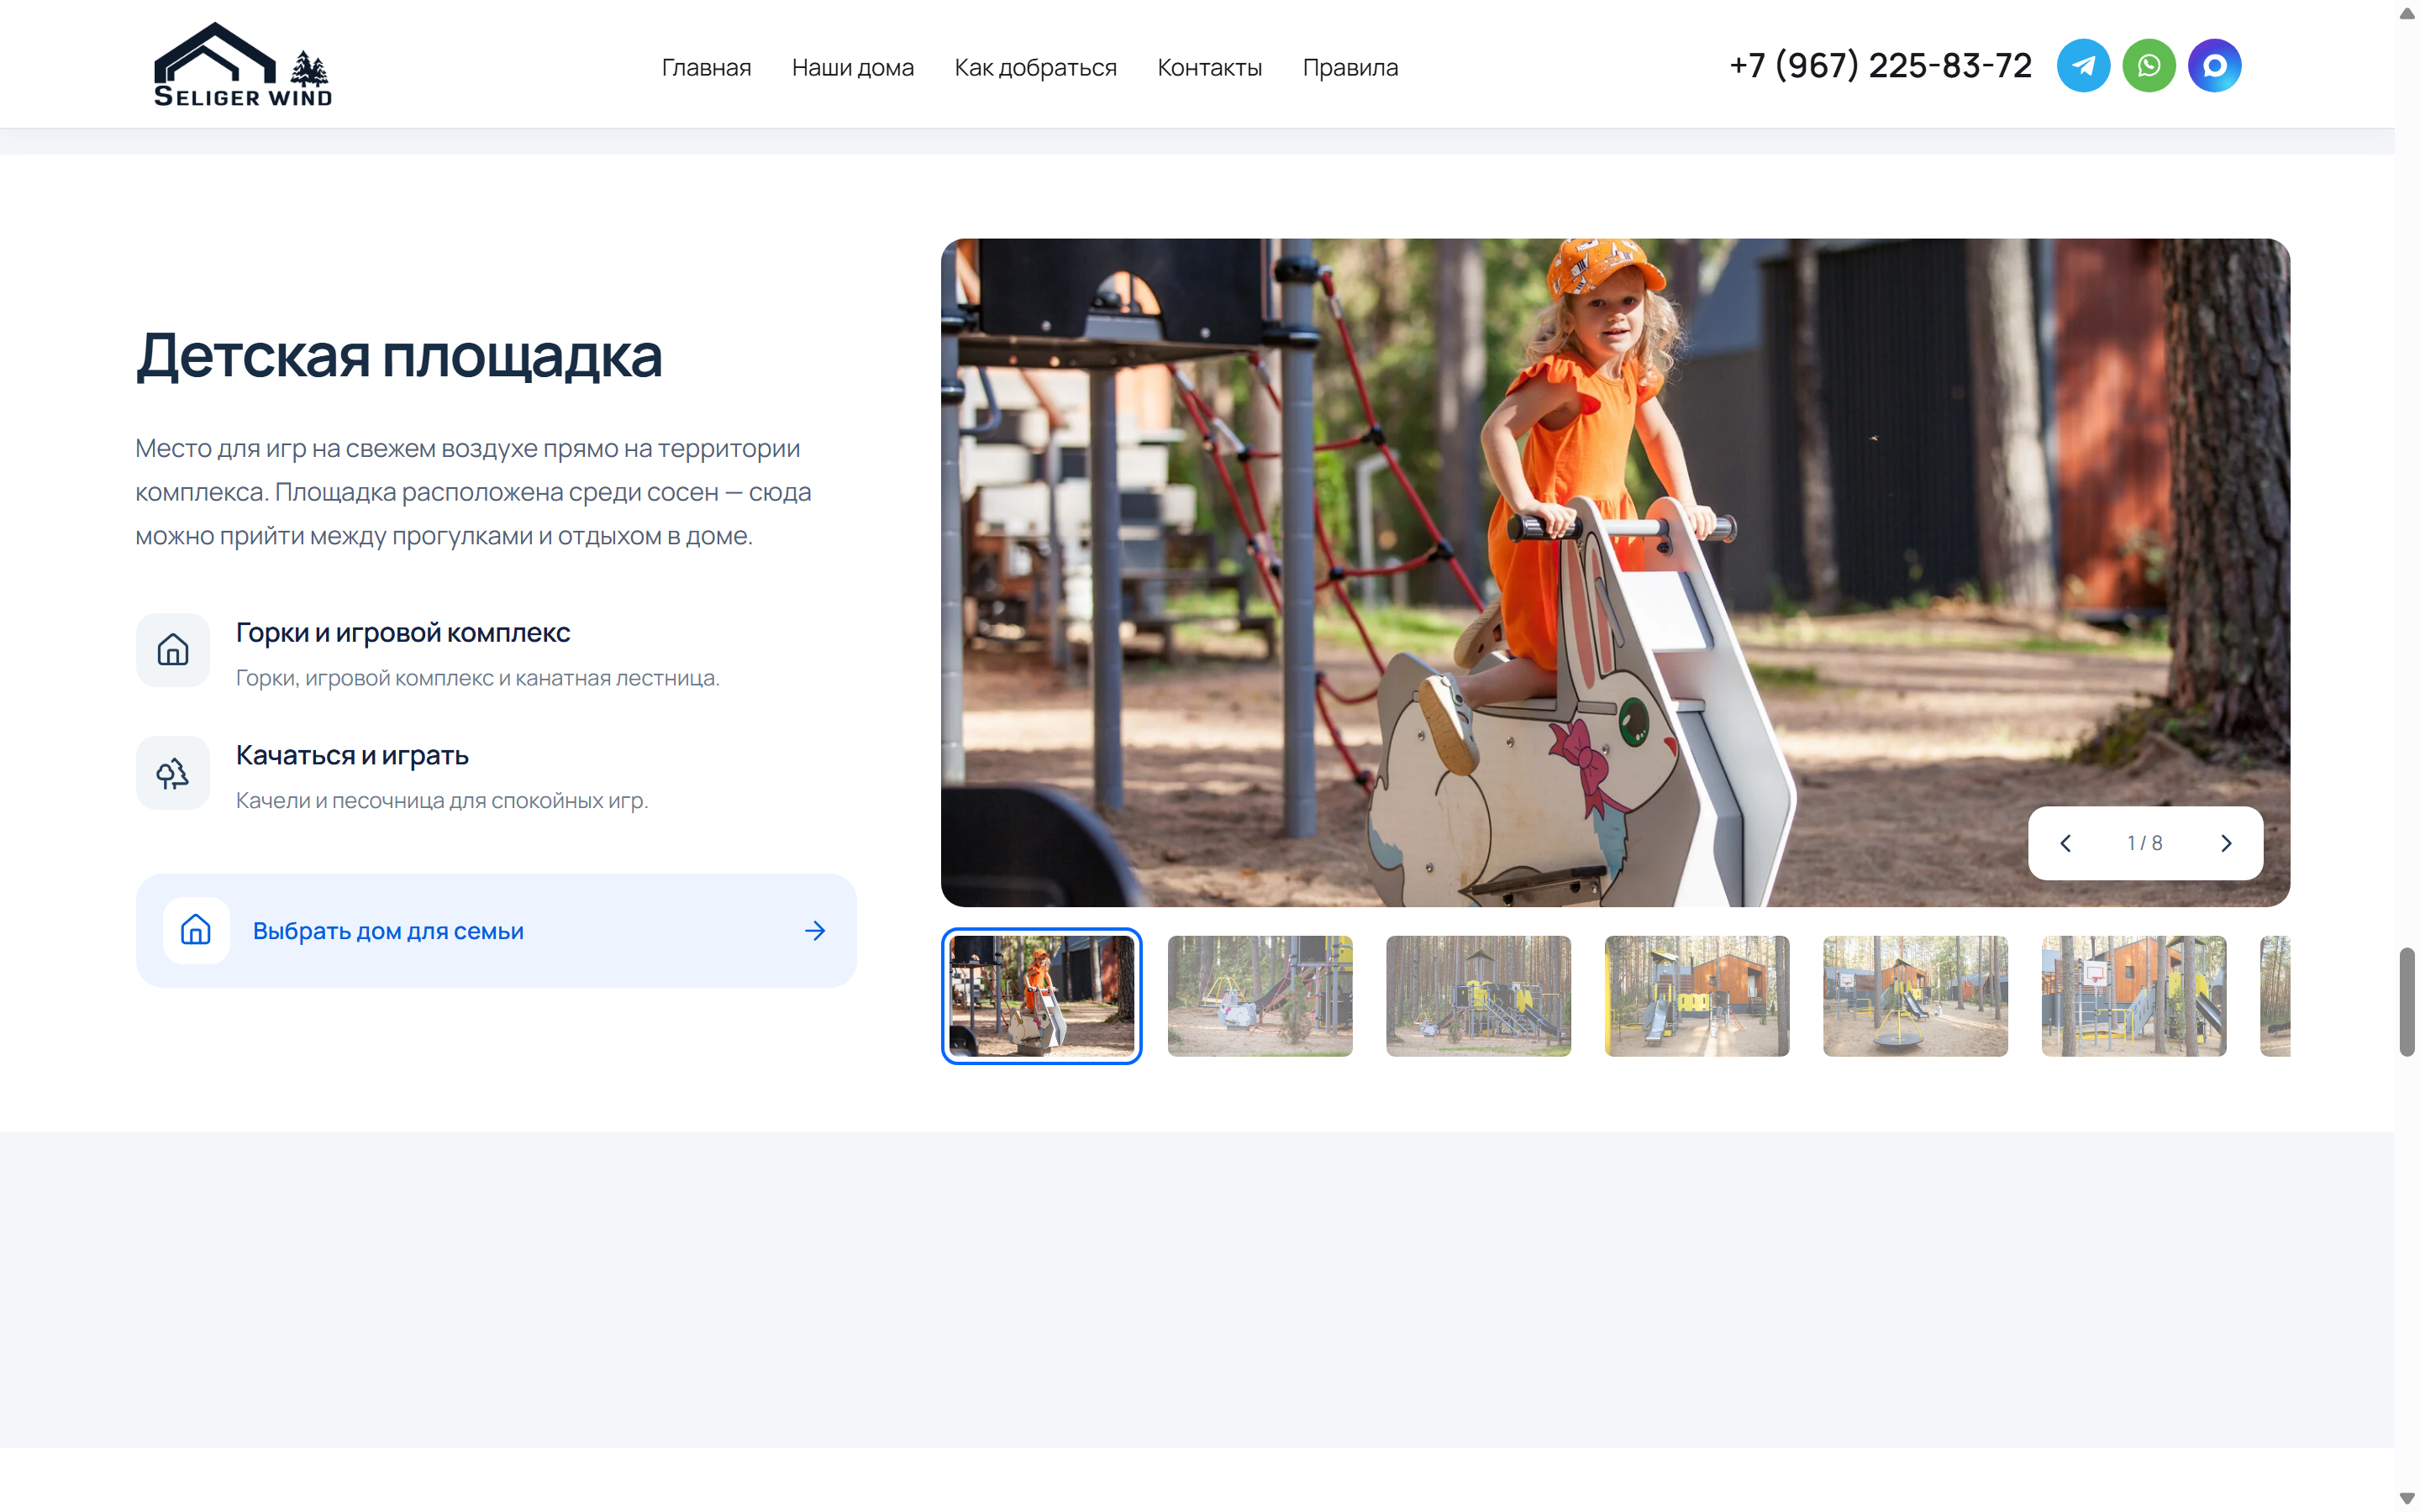 SELIGER WIND
Главная
Наши дома
Как добраться
Контакты
Правила
+7 (967) 225-83-72
Детская площадка
Место для игр на свежем воздухе прямо на территории
комплекса. Площадка расположена среди сосен — сюда
можно прийти между прогулками и отдыхом в доме.
Горки и игровой комплекс
Горки, игровой комплекс и канатная лестница.
Качаться и играть
Качели и песочница для спокойных игр.
Выбрать дом для семьи
1 / 8